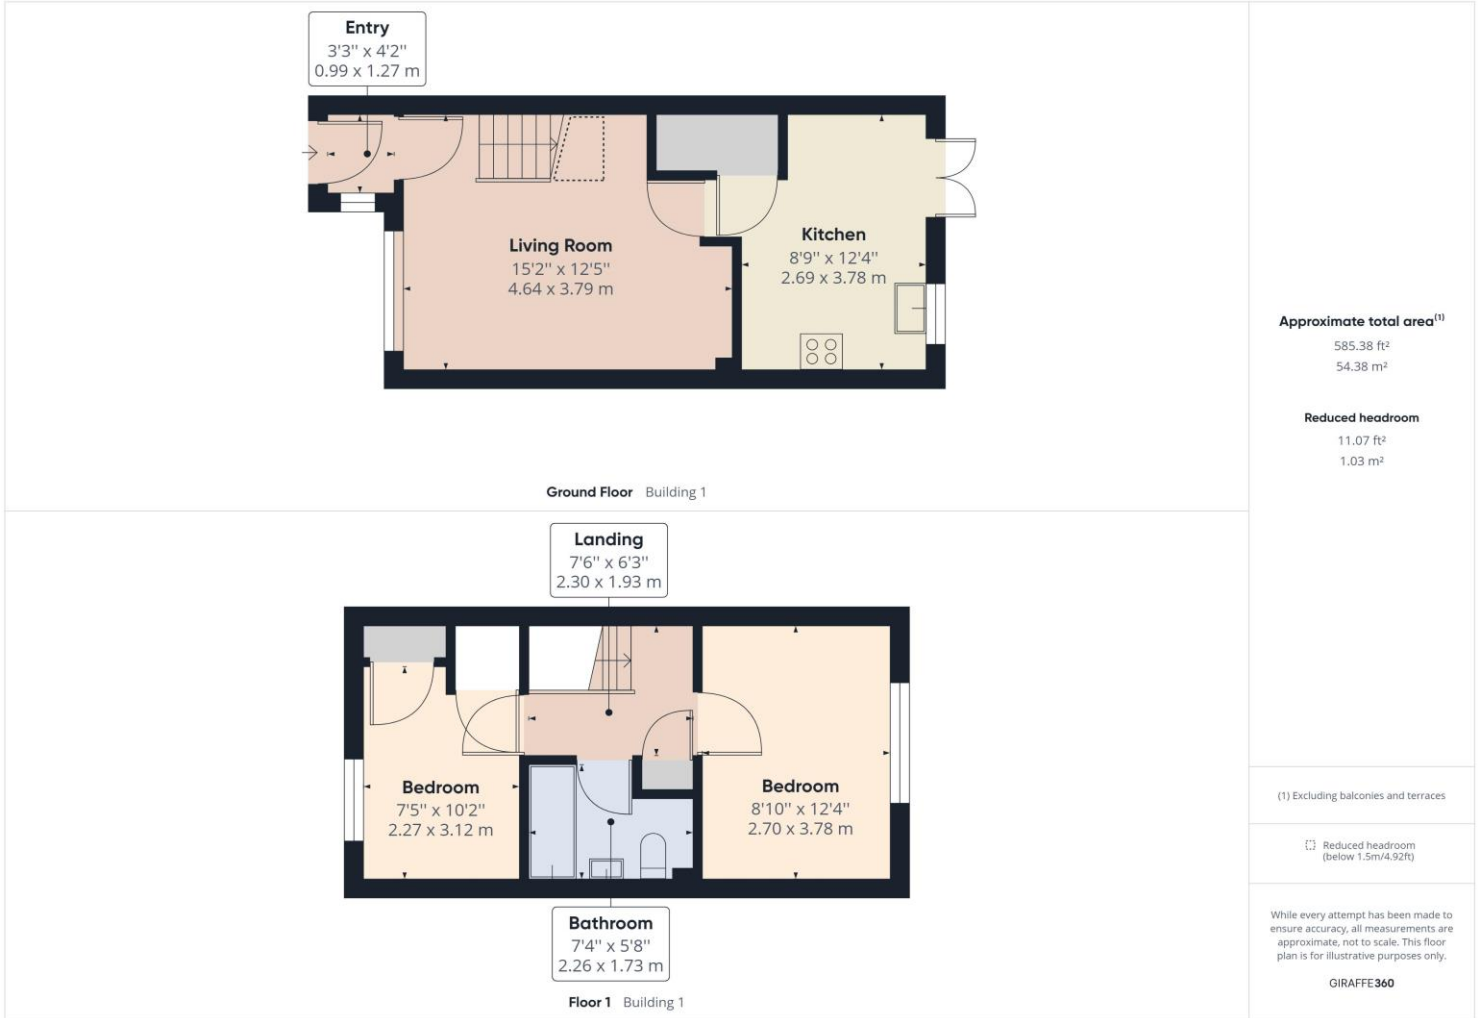 Entry
3'3'' x 4'2''
0.99 x 1.27 m
Living Room
15'2'' x 12'5''
4.64 x 3.79 m
Kitchen
8'9'' x 12'4''
2.69 x 3.78 m
Ground Floor Building 1
Landing
7'6'' x 6'3''
2.30 x 1.93 m
Bedroom
7'5'' x 10'2''
2.27 x 3.12 m
Bedroom
8'10'' x 12'4''
2.70 x 3.78 m
Bathroom
7'4'' x 5'8''
2.26 x 1.73 m
Floor 1 Building 1
Approximate total area(1)
585.38 ft²
54.38 m²
Reduced headroom
11.07 ft²
1.03 m²
(1) Excluding balconies and terraces
Reduced headroom
(below 1.5m/4.92ft)
While every attempt has been made to
ensure accuracy, all measurements are
approximate, not to scale. This floor
plan is for illustrative purposes only.
GIRAFFE360